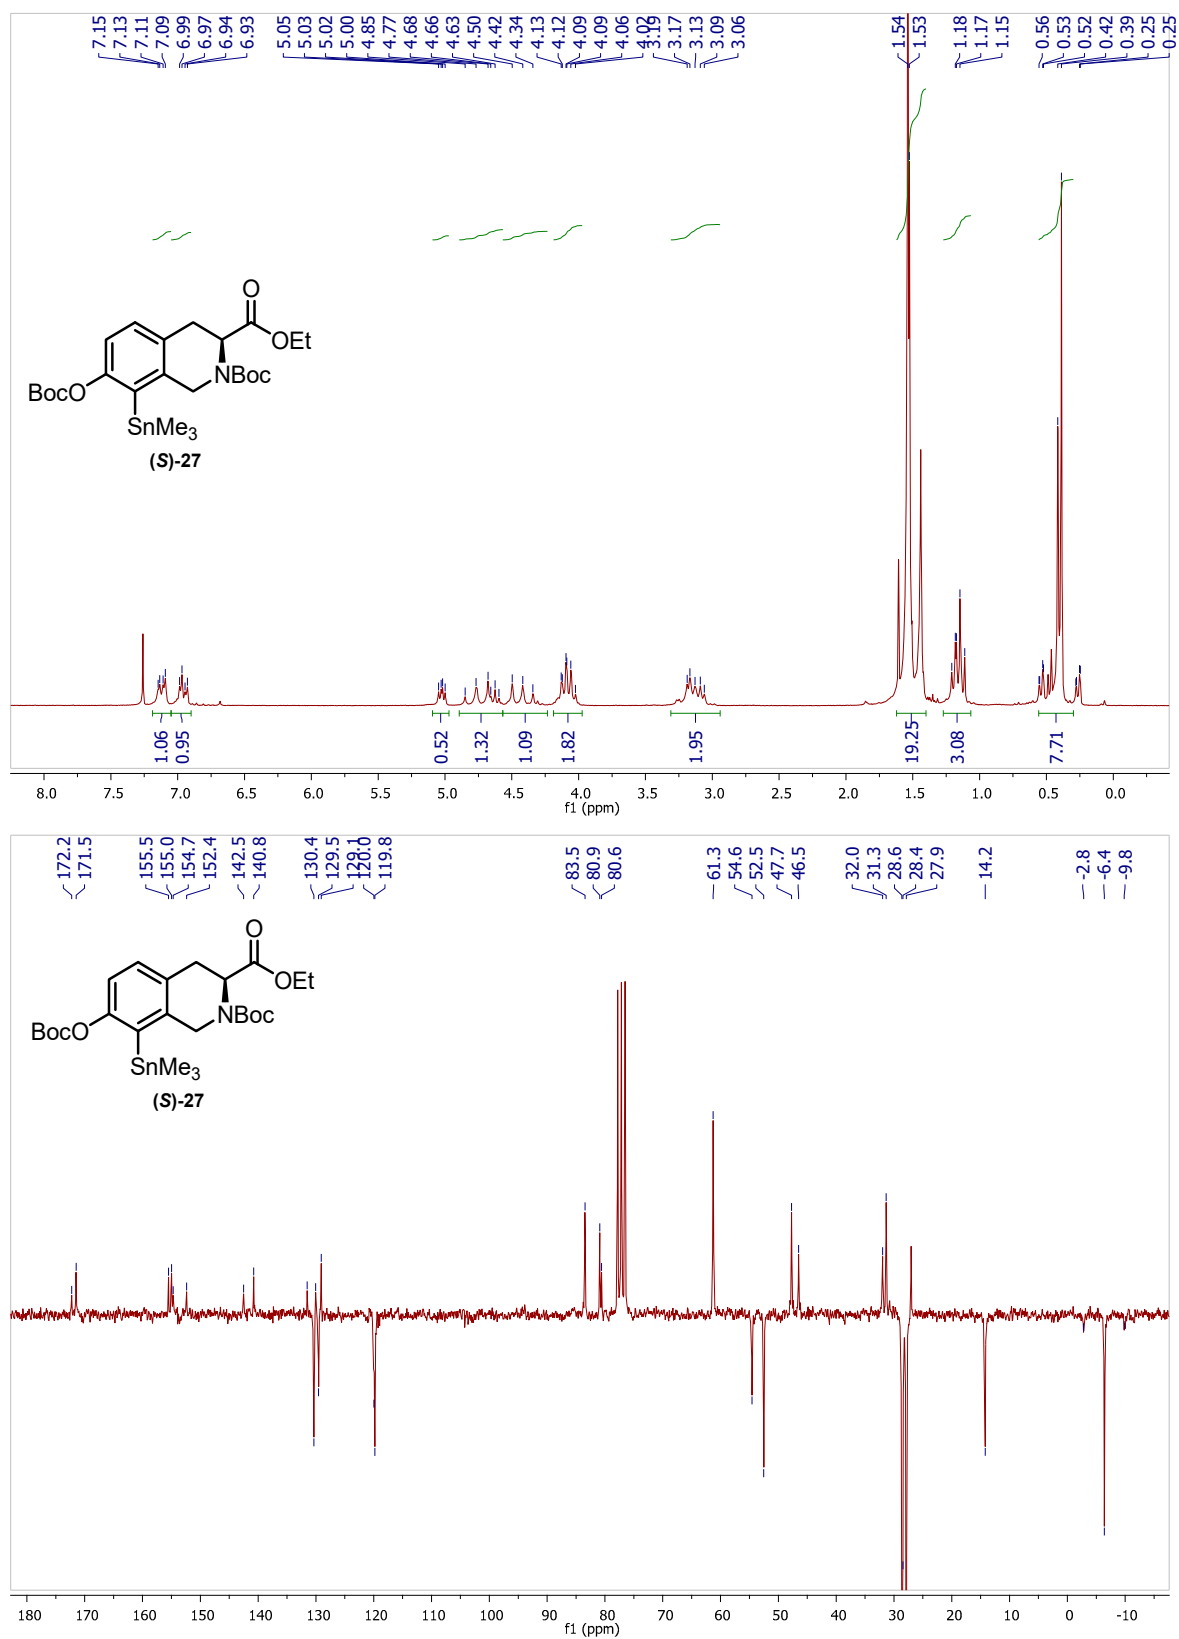 7.15 7.13 7.11 7.09 6.99 6.97 6.94 6.93 5.05 5.03 5.02 5.00 4.85 4.77 4.68 4.66 4.63 4.50 4.42 4.34 4.13 4.12 4.09 4.09 4.06 4.02 3.19 3.17 3.13 3.09 3.06 1.54 1.53 1.18 1.17 1.15 0.56 0.53 0.52 0.42 0.39 0.25 0.25
O
OEt
NBoc
BocO
SnMe3
(S)-27
1.06 0.95 0.52 1.32 1.09 1.82 1.95 19.25 3.08 7.71
8.0 7.5 7.0 6.5 6.0 5.5 5.0 4.5 4.0 3.5 3.0 2.5 2.0 1.5 1.0 0.5 0.0
f1 (ppm)
172.2 171.5 155.5 155.0 154.7 152.4 142.5 140.8 130.4 129.5 129.1 120.0 119.8 83.5 80.9 80.6 61.3 54.6 52.5 47.7 46.5 32.0 31.3 28.6 28.4 27.9 14.2 -2.8 -6.4 -9.8
O
OEt
NBoc
BocO
SnMe3
(S)-27
180 170 160 150 140 130 120 110 100 90 80 70 60 50 40 30 20 10 0 -10
f1 (ppm)